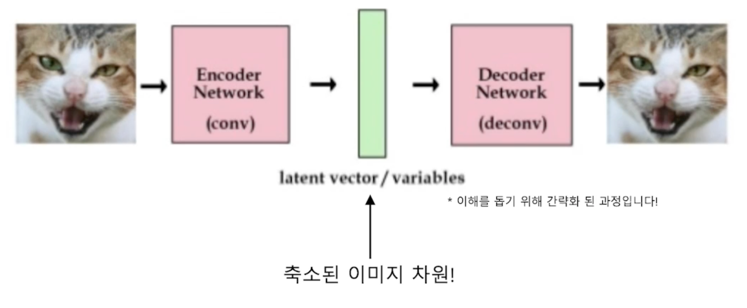 Encoder
Network
(conv)
Decoder
Network
(deconv)
latent vector / variables
* 이해를 돕기 위해 간략화 된 과정입니다!
축소된 이미지 차원!